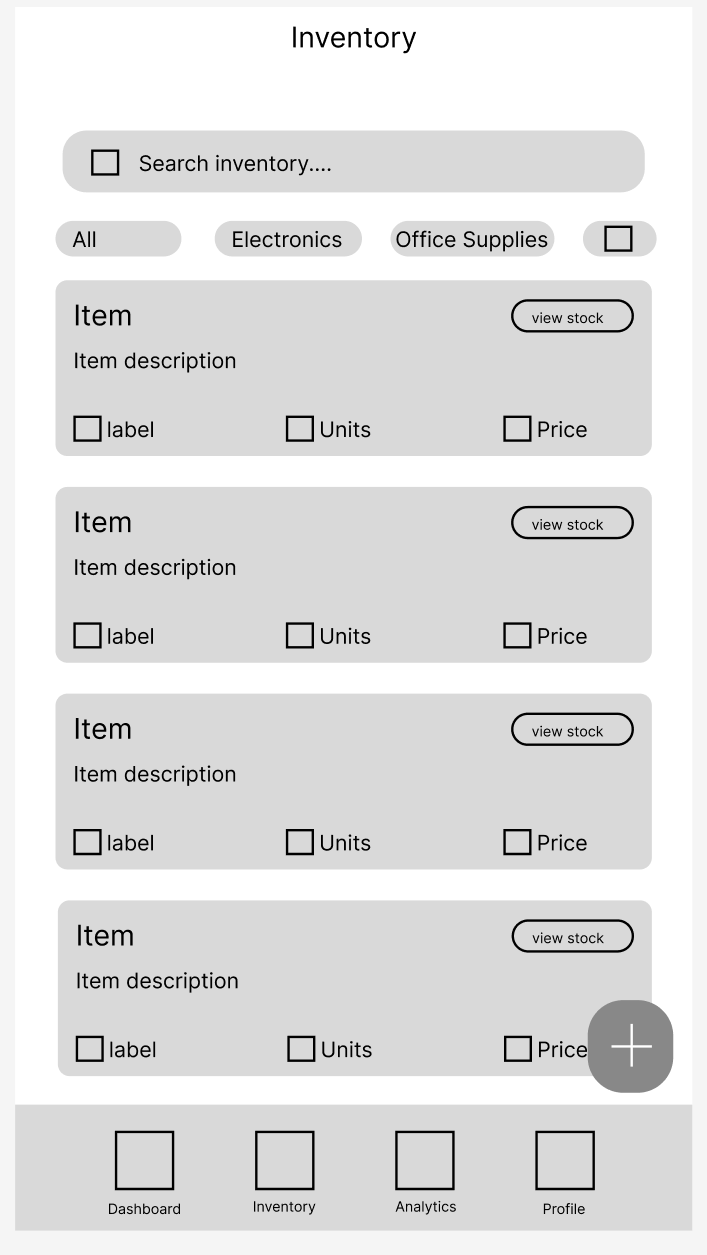 Inventory
Search inventory....
All Electronics Office Supplies
Item view stock
Item description
label Units Price
Item view stock
Item description
label Units Price
Item view stock
Item description
label Units Price
Item view stock
Item description
label Units Price
Dashboard Inventory Analytics Profile